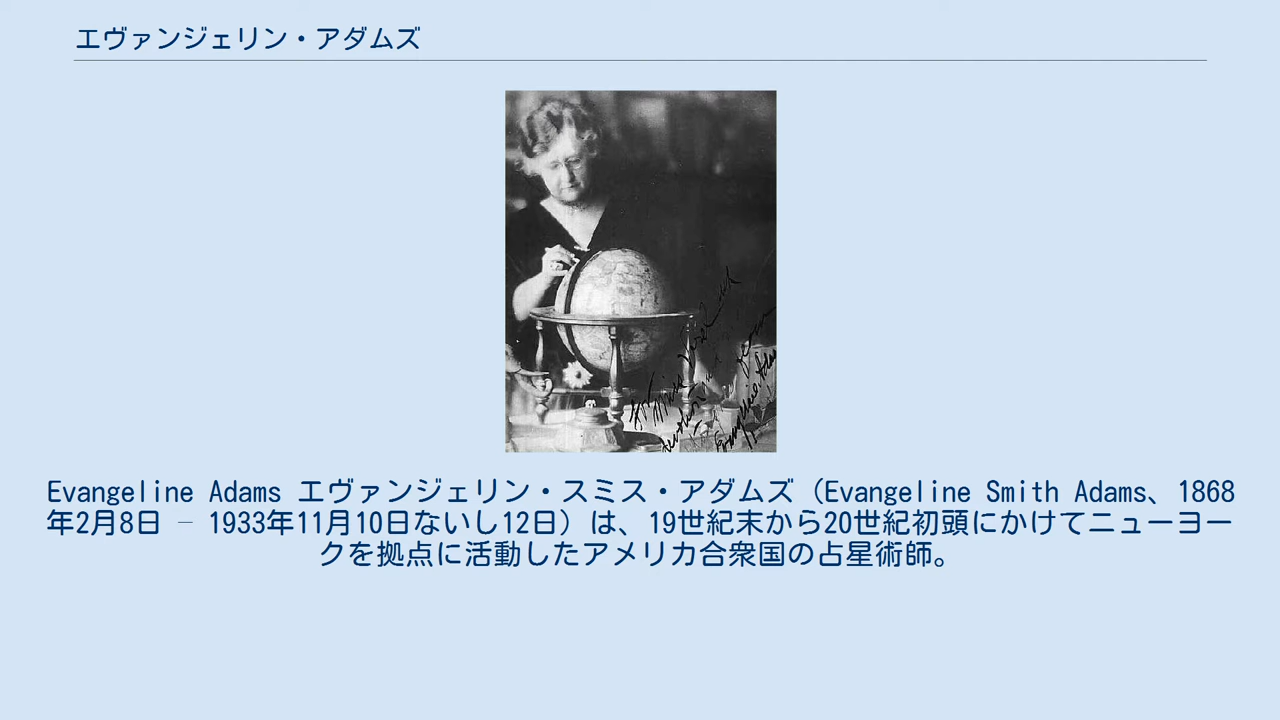 エヴァンジェリン・アダムズ
Evangeline Adams エヴァンジェリン・スミス・アダムズ（Evangeline Smith Adams、1868
年2月8日 – 1933年11月10日ないし12日）は、19世紀末から20世紀初頭にかけてニューヨー
クを拠点に活動したアメリカ合衆国の占星術師。